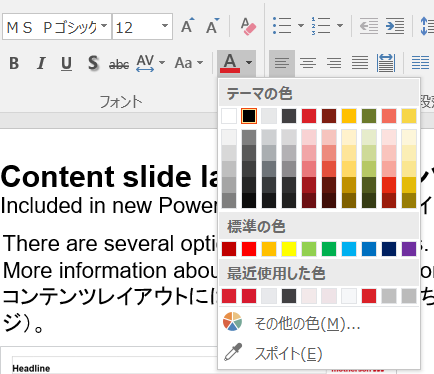 ＭＳ Ｐゴシック 12
B I U S abc AV Aa A
フォント
テーマの色
標準の色
最近使用した色
その他の色(M)...
スポイト(E)
Content slide la
Included in new Power
There are several optio
More information abou
コンテンツレイアウトに
ジ)。
Headline